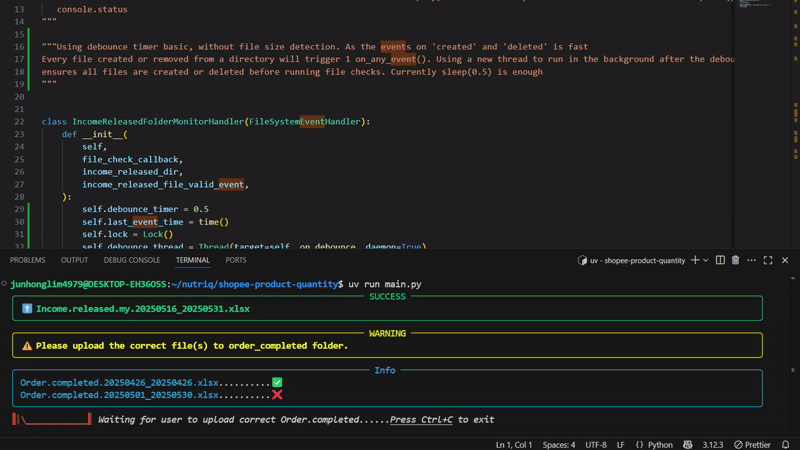 13 console.status
14 """
15
16 """Using debounce timer basic, without file size detection. As the events on 'created' and 'deleted' is fast
17 Every file created or removed from a directory will trigger 1 on_any_event(). Using a new thread to run in the background after the debou
18 ensures all files are created or deleted before running file checks. Currently sleep(0.5) is enough
19 """
20
21
22 class IncomeReleasedFolderMonitorHandler(FileSystemEventHandler):
23 def __init__(
24 self,
25 file_check_callback,
26 income_released_dir,
27 income_released_file_valid_event,
28 ):
29 self.debounce_timer = 0.5
30 self.last_event_time = time()
31 self.lock = Lock()
32 self.debounce_thread = Thread(target=self._on_debounce, daemon=True)
PROBLEMS OUTPUT DEBUG CONSOLE TERMINAL PORTS uv - shopee-product-quantity
junhonglim4979@DESKTOP-EH36O5S:~/nutriq/shopee-product-quantity$ uv run main.py
SUCCESS
Income.released.my.20250516_20250531.xlsx
WARNING
⚠ Please upload the correct file(s) to order_completed folder.
Info
Order.completed.20250426_20250426.xlsx..........✅
Order.completed.20250501_20250530.xlsx..........❌
Waiting for user to upload correct Order.completed......Press Ctrl+C to exit
Ln 1, Col 1 Spaces: 4 UTF-8 LF {} Python 3.12.3 Prettier